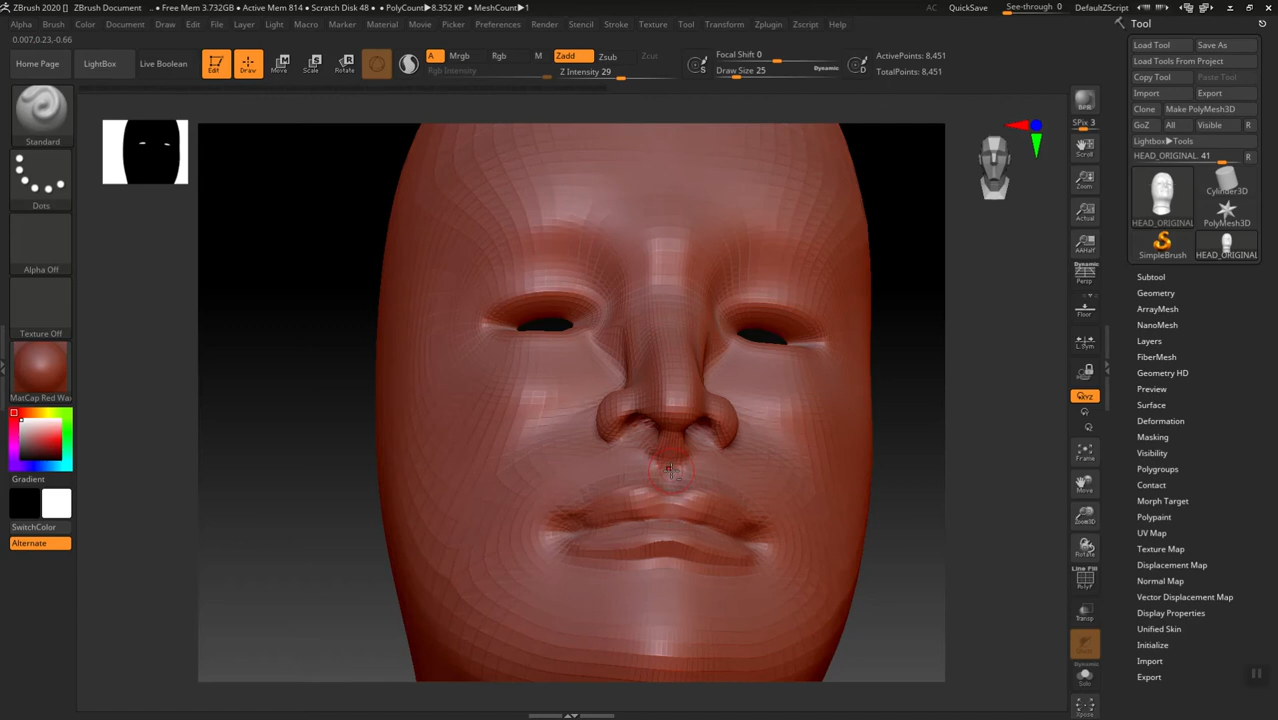 ZBrush 2020 [] ZBrush Document .. • Free Mem 3.732GB • Active Mem 814 • Scratch Disk 48 • PolyCount▶8.352 KP • MeshCount▶1 AC QuickSave See-through 0 DefaultZScript
Alpha Brush Color Document Draw Edit File Layer Light Macro Marker Material Movie Picker Preferences Render Stencil Stroke Texture Tool Transform Zplugin Zscript Help
0.007,0.23,-0.66
Home Page LightBox Live Boolean
Edit Draw Move Scale Rotate
A Mrgb Rgb M Zadd Zsub Zcut
Rgb Intensity Z Intensity 29
Focal Shift 0
Draw Size 25 Dynamic
S D
ActivePoints: 8,451
TotalPoints: 8,451
Standard
Dots
Alpha Off
Texture Off
MatCap Red Wax
Gradient
SwitchColor
Alternate
BPR
SPix 3
Scroll
Zoom
Actual
AAHalf
Dynamic
Persp
Floor
L.Sym
XYZ
Frame
Move
Zoom3D
Rotate
Line Fill
PolyF
Transp
Dynamic
Solo
Xpose
Tool
Load Tool Save As
Load Tools From Project
Copy Tool Paste Tool
Import Export
Clone Make PolyMesh3D
GoZ All Visible R
Lightbox▶Tools
HEAD_ORIGINAL. 41 R
HEAD_ORIGINAL Cylinder3D
PolyMesh3D
SimpleBrush HEAD_ORIGINAL
Subtool
Geometry
ArrayMesh
NanoMesh
Layers
FiberMesh
Geometry HD
Preview
Surface
Deformation
Masking
Visibility
Polygroups
Contact
Morph Target
Polypaint
UV Map
Texture Map
Displacement Map
Normal Map
Vector Displacement Map
Display Properties
Unified Skin
Initialize
Import
Export